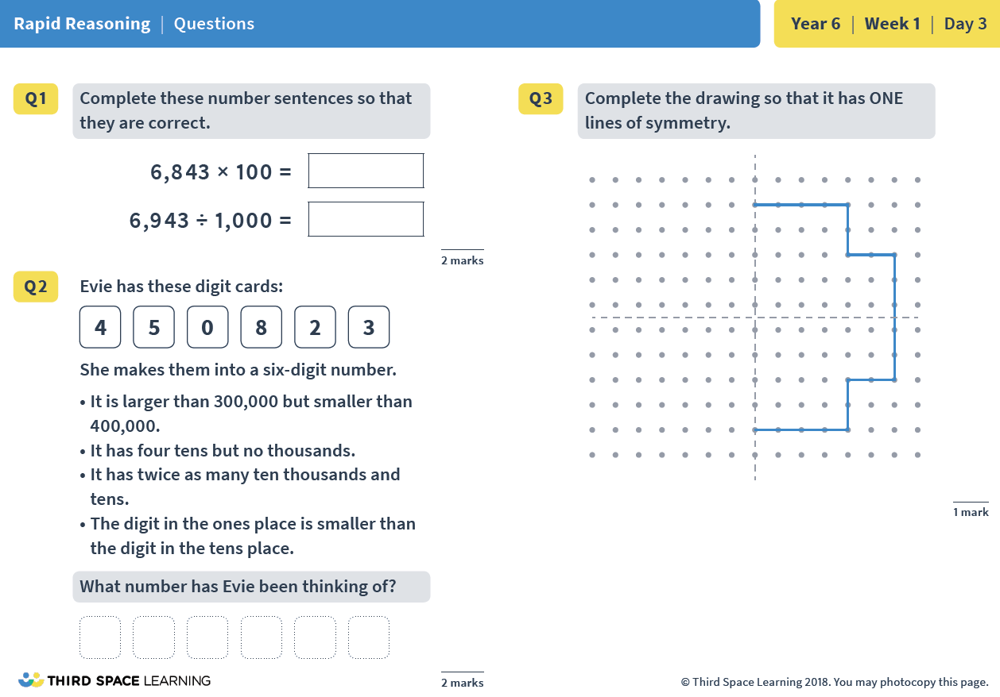 Rapid Reasoning | Questions
Year 6 | Week 1 | Day 3
Q1
Complete these number sentences so that
they are correct.
6,843 × 100 =
6,943 ÷ 1,000 =
2 marks
Q2
Evie has these digit cards:
4 5 0 8 2 3
She makes them into a six-digit number.
• It is larger than 300,000 but smaller than
400,000.
• It has four tens but no thousands.
• It has twice as many ten thousands and
tens.
• The digit in the ones place is smaller than
the digit in the tens place.
What number has Evie been thinking of?
2 marks
Q3
Complete the drawing so that it has ONE
lines of symmetry.
1 mark
THIRD SPACE LEARNING
© Third Space Learning 2018. You may photocopy this page.